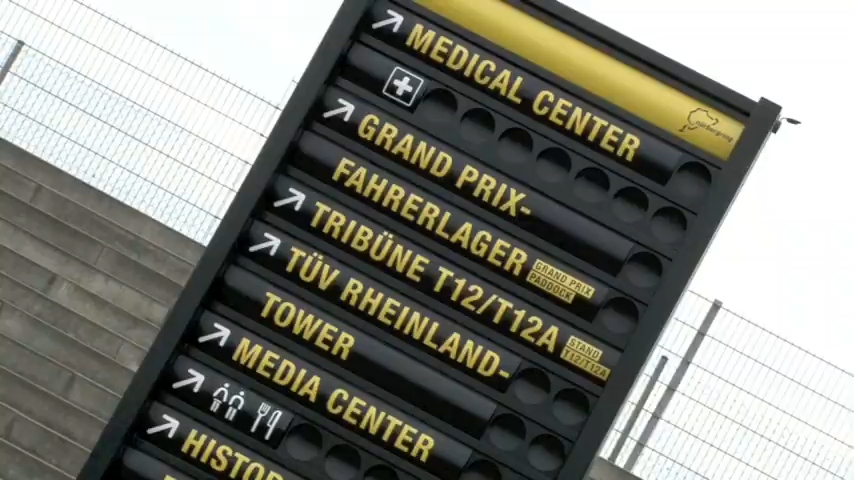 nürburgring
MEDICAL CENTER
GRAND PRIX-
FAHRERLAGER GRAND PRIX PADDOCK
TRIBÜNE T12/T12A STAND T12/T12A
TÜV RHEINLAND-
TOWER
MEDIA CENTER